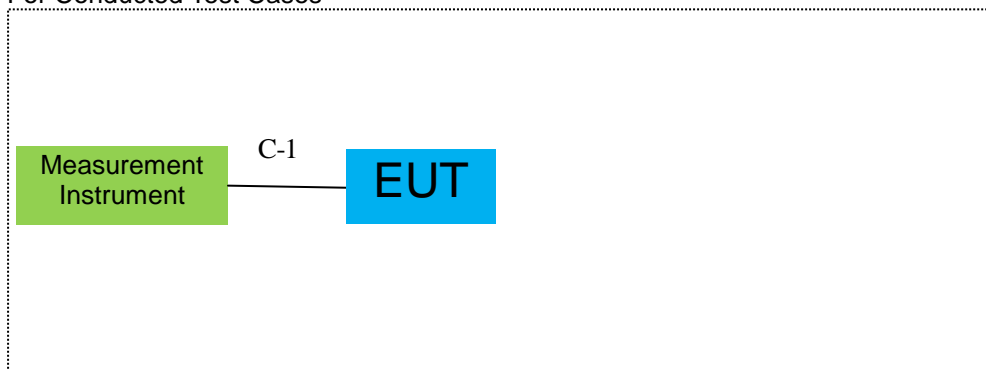 For Conducted Test Cases
C-1
Measurement
Instrument
EUT